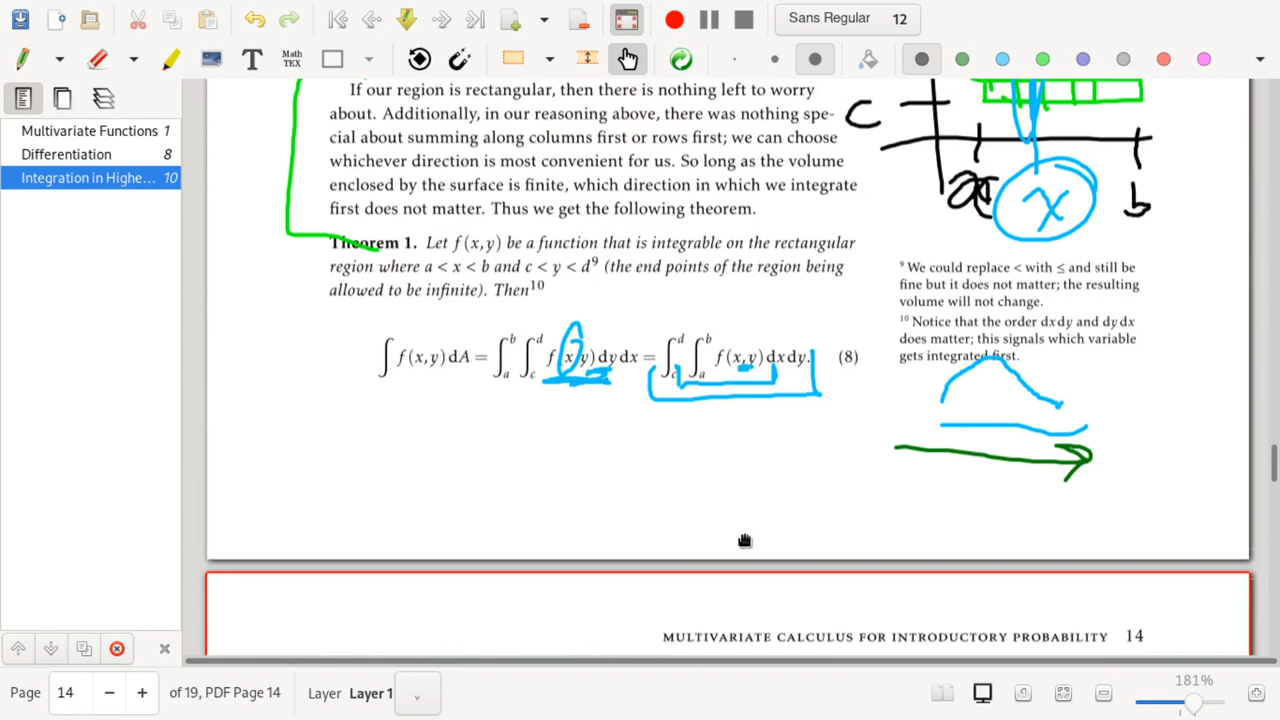 Sans Regular 12
T Math TEX
Multivariate Functions 1
Differentiation 8
Integration in Highe... 10
If our region is rectangular, then there is nothing left to worry
about. Additionally, in our reasoning above, there was nothing spe-
cial about summing along columns first or rows first; we can choose
whichever direction is most convenient for us. So long as the volume
enclosed by the surface is finite, which direction in which we integrate
first does not matter. Thus we get the following theorem.
Theorem 1. Let f(x,y) be a function that is integrable on the rectangular
region where a < x < b and c < y < d⁹ (the end points of the region being
allowed to be infinite). Then¹⁰
∫ f(x,y) dA = ∫_a^b ∫_c^d f(x,y) dy dx = ∫_c^d ∫_a^b f(x,y) dx dy. (8)
c
x
b
⁹ We could replace < with ≤ and still be
fine but it does not matter; the resulting
volume will not change.
¹⁰ Notice that the order dx dy and dy dx
does matter; this signals which variable
gets integrated first.
MULTIVARIATE CALCULUS FOR INTRODUCTORY PROBABILITY 14
Page 14 − + of 19, PDF Page 14 Layer Layer 1 181%